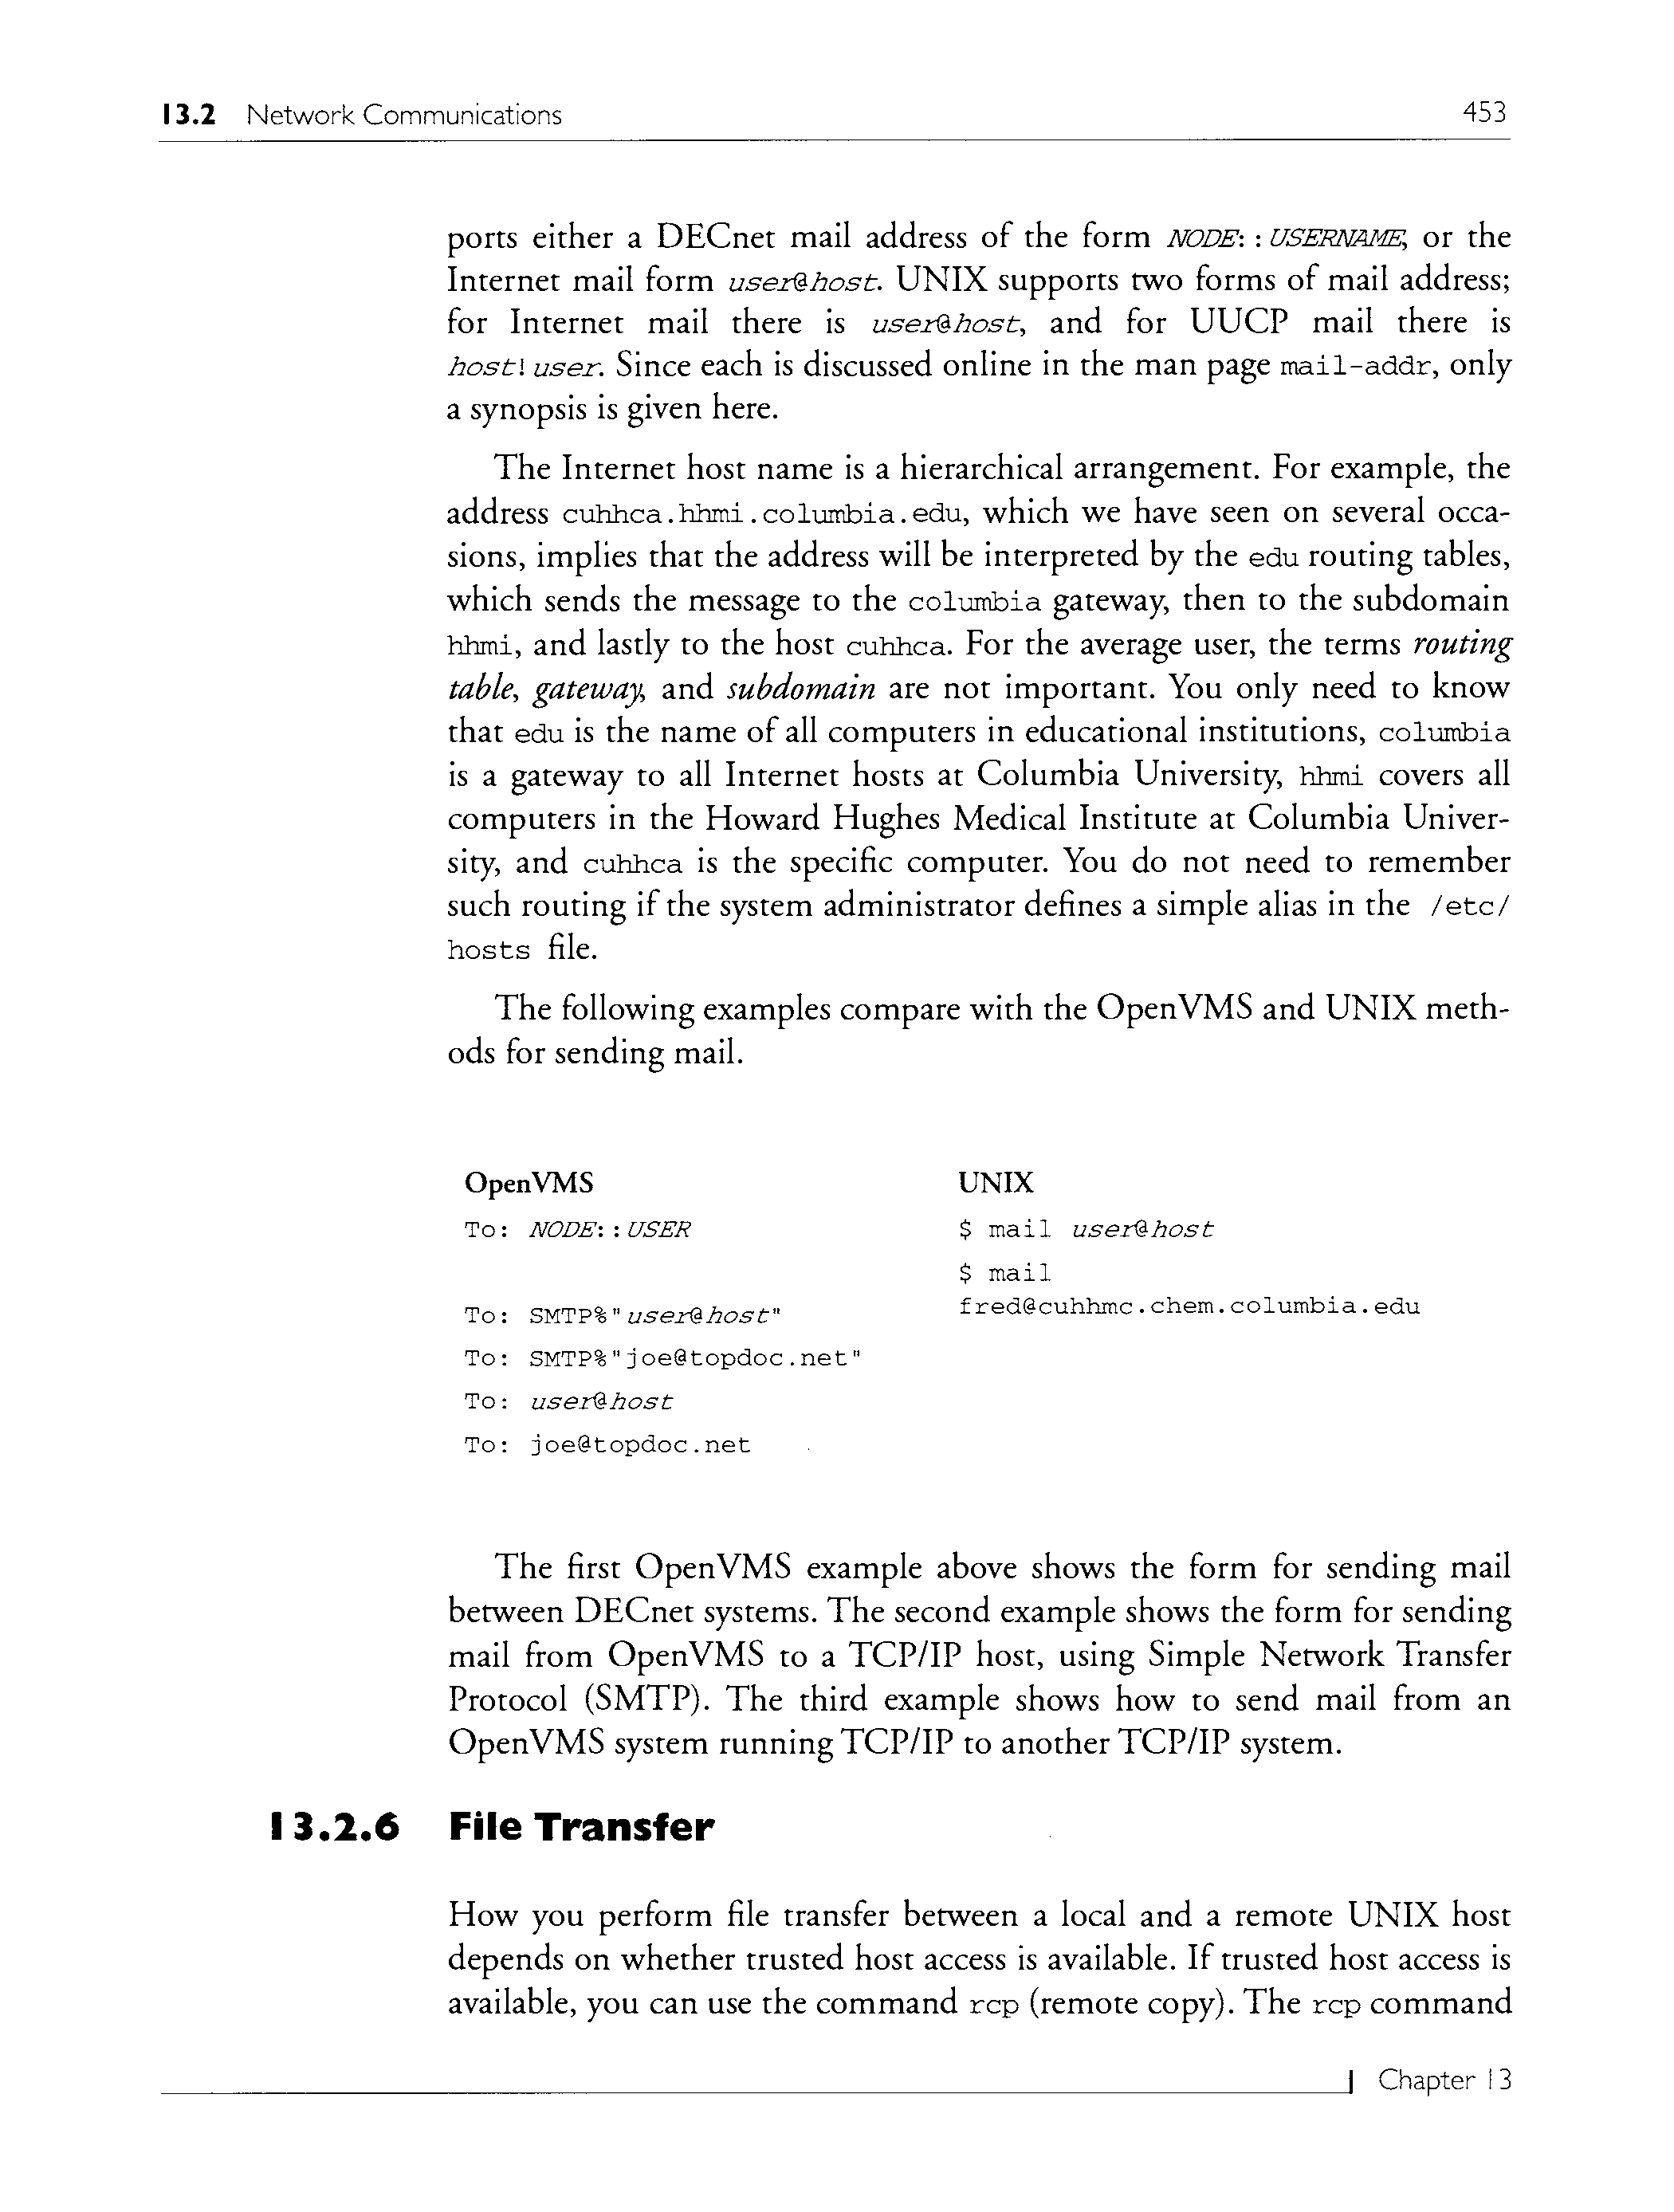 13.2 Network Communications 453
ports either a DECnet mail address of the form NODE::USERNAME, or the
Internet mail form user@host. UNIX supports two forms of mail address;
for Internet mail there is user@host, and for UUCP mail there is
host!user. Since each is discussed online in the man page mail-addr, only
a synopsis is given here.
The Internet host name is a hierarchical arrangement. For example, the
address cuhhca.hhmi.columbia.edu, which we have seen on several occa-
sions, implies that the address will be interpreted by the edu routing tables,
which sends the message to the columbia gateway, then to the subdomain
hhmi, and lastly to the host cuhhca. For the average user, the terms routing
table, gateway, and subdomain are not important. You only need to know
that edu is the name of all computers in educational institutions, columbia
is a gateway to all Internet hosts at Columbia University, hhmi covers all
computers in the Howard Hughes Medical Institute at Columbia Univer-
sity, and cuhhca is the specific computer. You do not need to remember
such routing if the system administrator defines a simple alias in the /etc/
hosts file.
The following examples compare with the OpenVMS and UNIX meth-
ods for sending mail.
OpenVMS UNIX
To: NODE::USER $ mail user@host
$ mail
To: SMTP%"user@host" fred@cuhhmc.chem.columbia.edu
To: SMTP%"joe@topdoc.net"
To: user@host
To: joe@topdoc.net
The first OpenVMS example above shows the form for sending mail
between DECnet systems. The second example shows the form for sending
mail from OpenVMS to a TCP/IP host, using Simple Network Transfer
Protocol (SMTP). The third example shows how to send mail from an
OpenVMS system running TCP/IP to another TCP/IP system.
13.2.6 File Transfer
How you perform file transfer between a local and a remote UNIX host
depends on whether trusted host access is available. If trusted host access is
available, you can use the command rcp (remote copy). The rcp command
Chapter 13